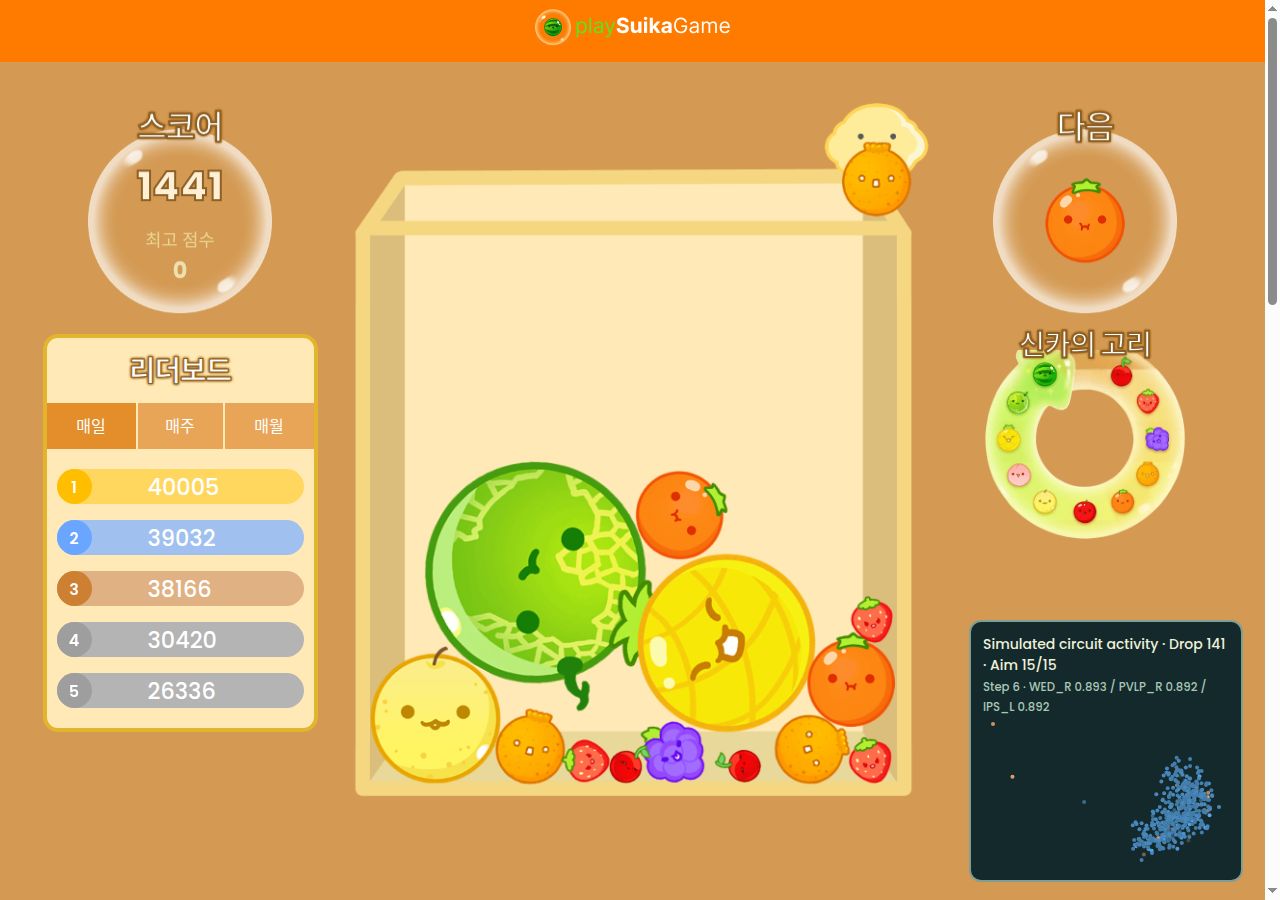 playSuikaGame
스코어
1441
최고 점수
0
리더보드
매일 매주 매월
1 40005
2 39032
3 38166
4 30420
5 26336
다음
신카의 고리
Simulated circuit activity · Drop 141
· Aim 15/15
Step 6 · WED_R 0.893 / PVLP_R 0.892 /
IPS_L 0.892